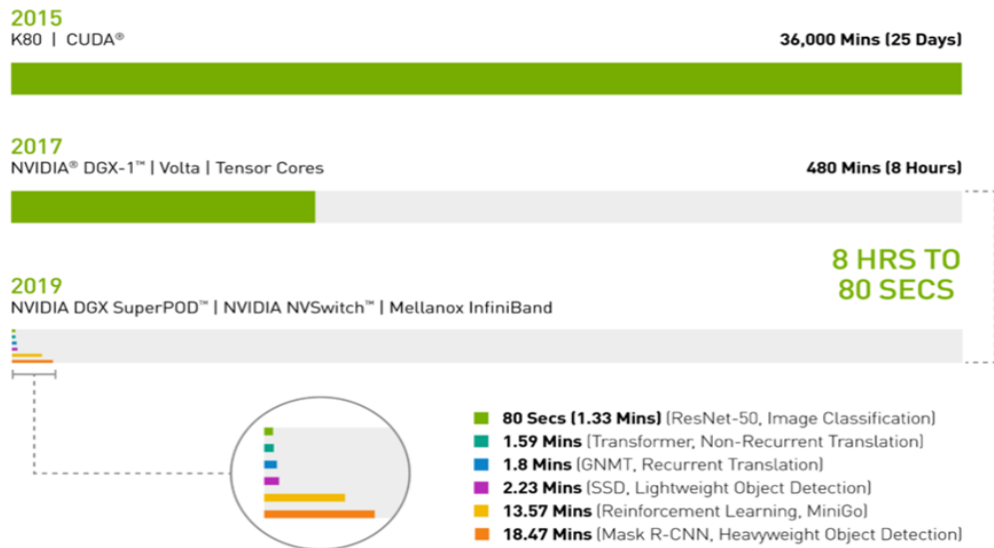 2015
K80 | CUDA®
36,000 Mins (25 Days)
2017
NVIDIA® DGX-1™ | Volta | Tensor Cores
480 Mins (8 Hours)
8 HRS TO
80 SECS
2019
NVIDIA DGX SuperPOD™ | NVIDIA NVSwitch™ | Mellanox InfiniBand
80 Secs (1.33 Mins) (ResNet-50, Image Classification)
1.59 Mins (Transformer, Non-Recurrent Translation)
1.8 Mins (GNMT, Recurrent Translation)
2.23 Mins (SSD, Lightweight Object Detection)
13.57 Mins (Reinforcement Learning, MiniGo)
18.47 Mins (Mask R-CNN, Heavyweight Object Detection)